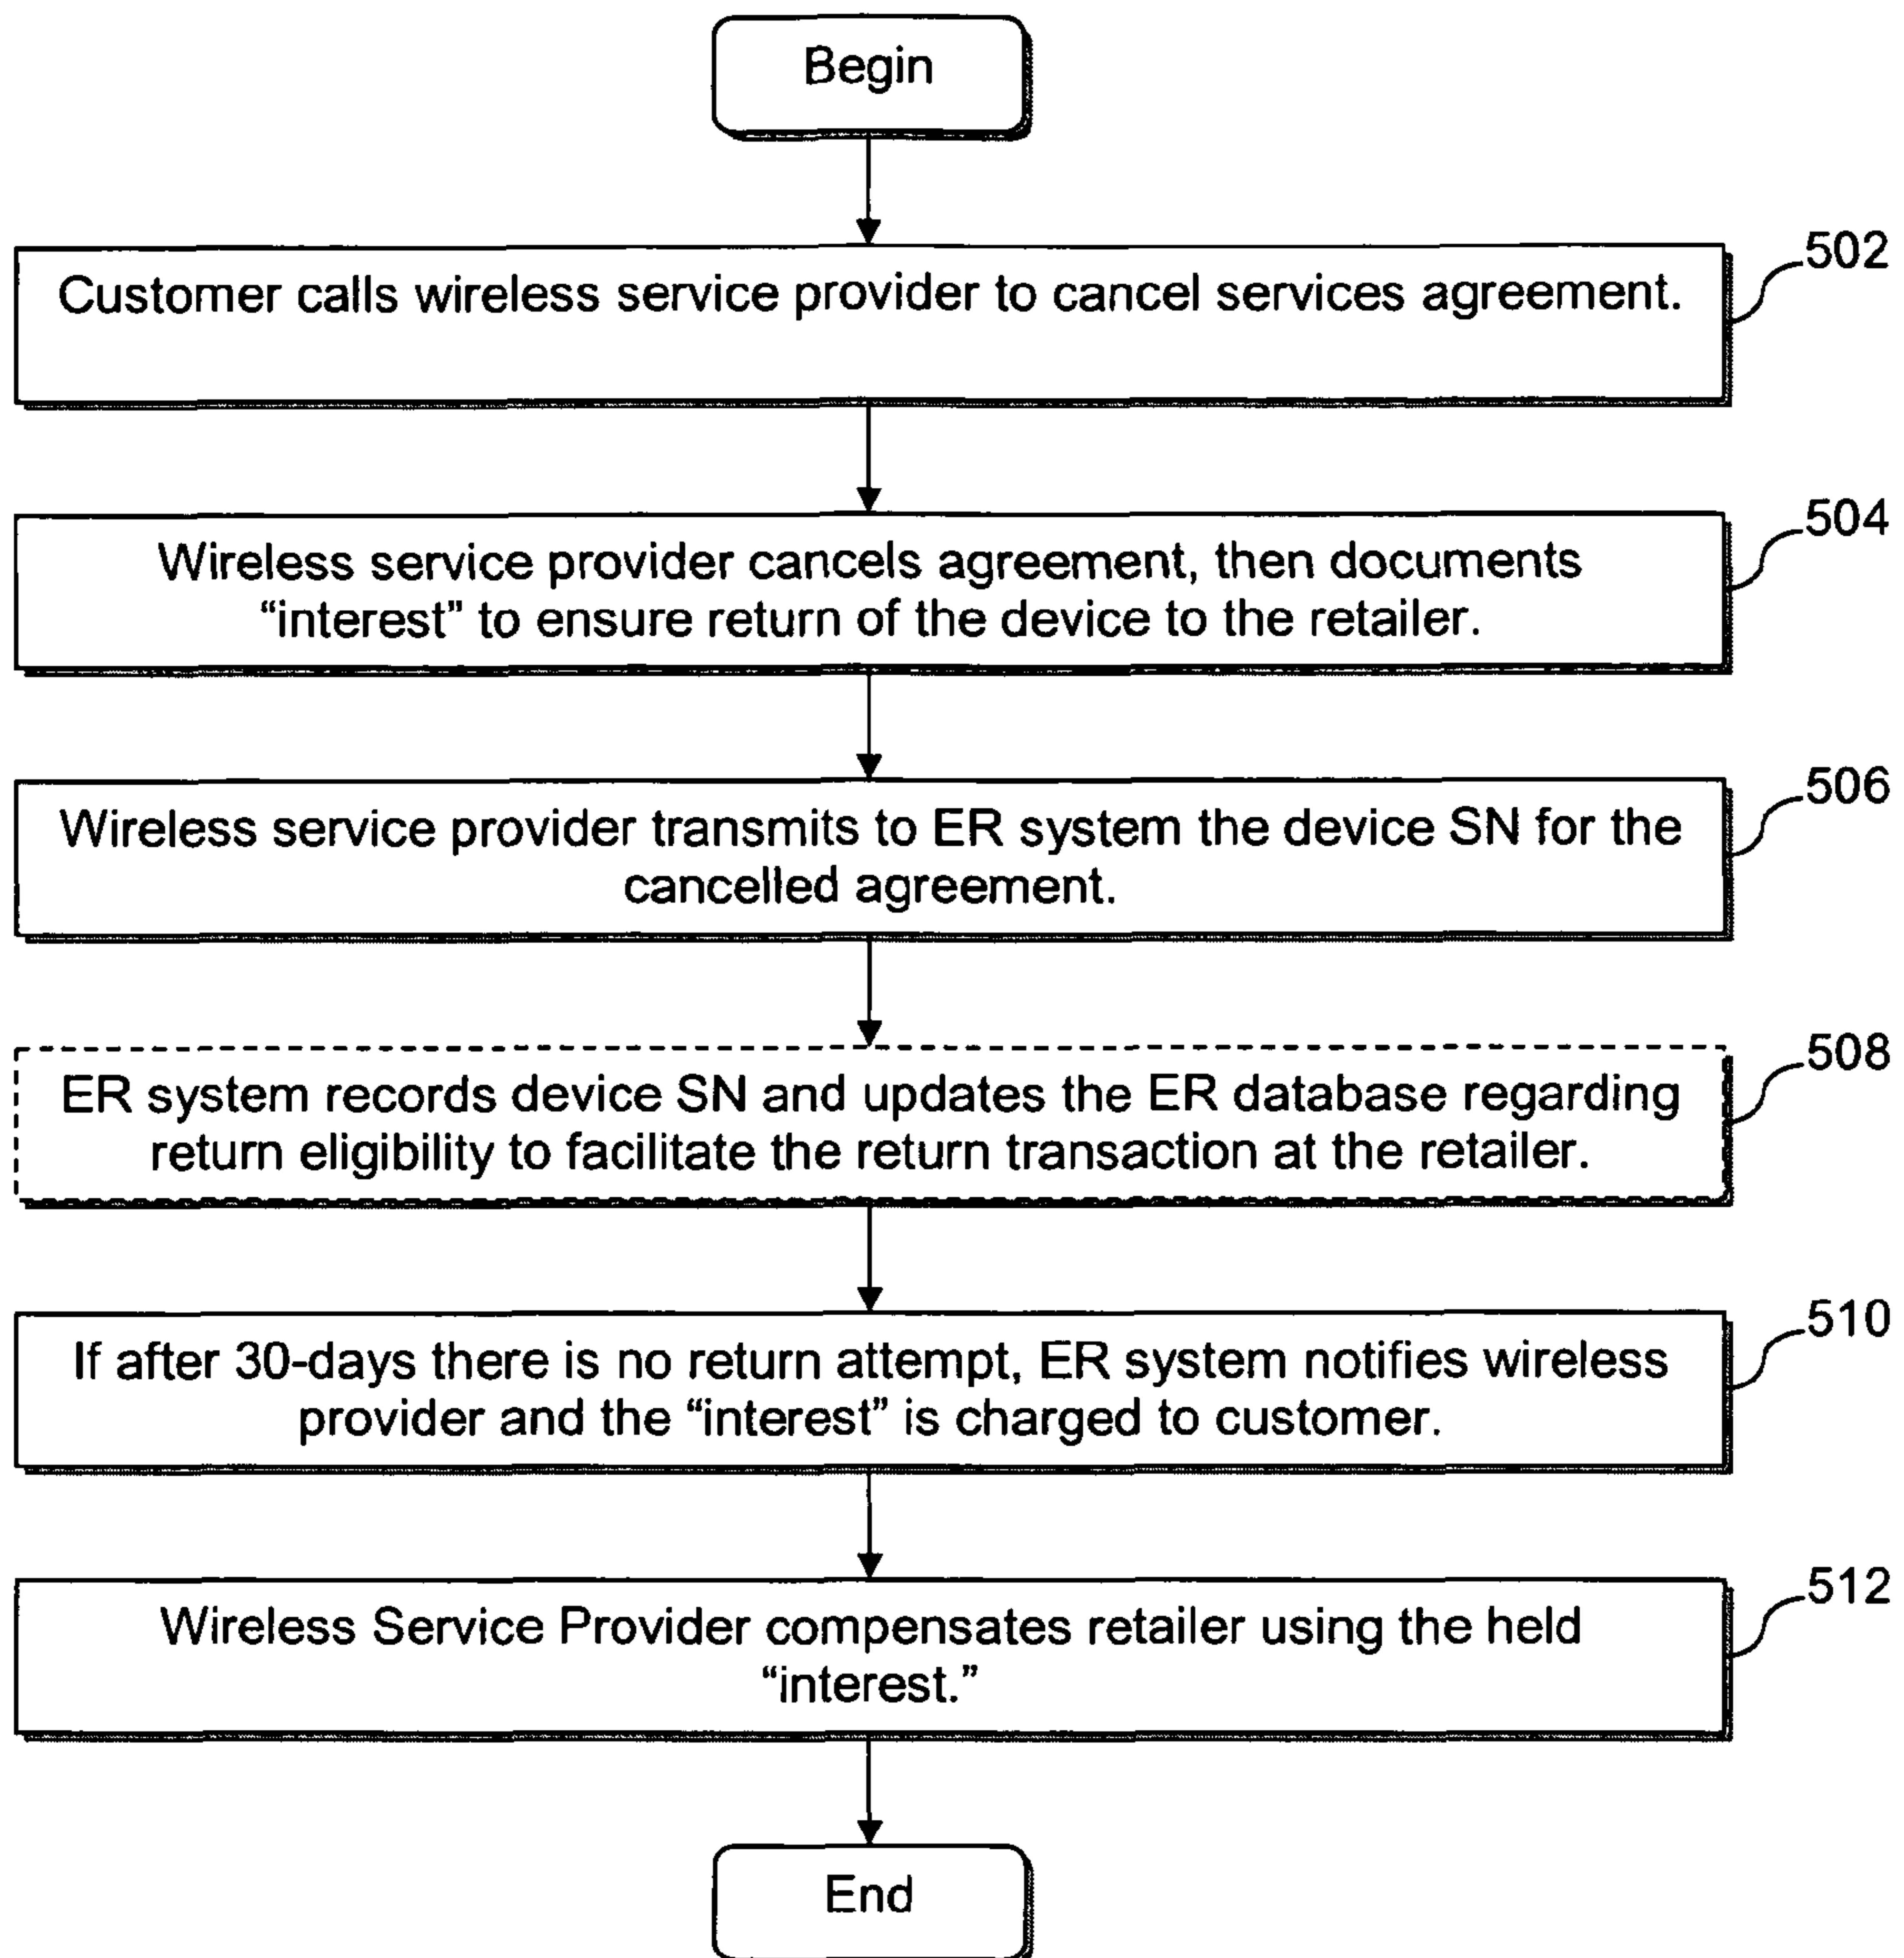 Begin
Customer calls wireless service provider to cancel services agreement.
502
Wireless service provider cancels agreement, then documents
“interest” to ensure return of the device to the retailer.
504
Wireless service provider transmits to ER system the device SN for the
cancelled agreement.
506
ER system records device SN and updates the ER database regarding
return eligibility to facilitate the return transaction at the retailer.
508
If after 30-days there is no return attempt, ER system notifies wireless
provider and the “interest” is charged to customer.
510
Wireless Service Provider compensates retailer using the held
“interest.”
512
End